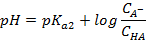 pH = pK_{a2} + log \frac{C_{A^-}}{C_{HA}}